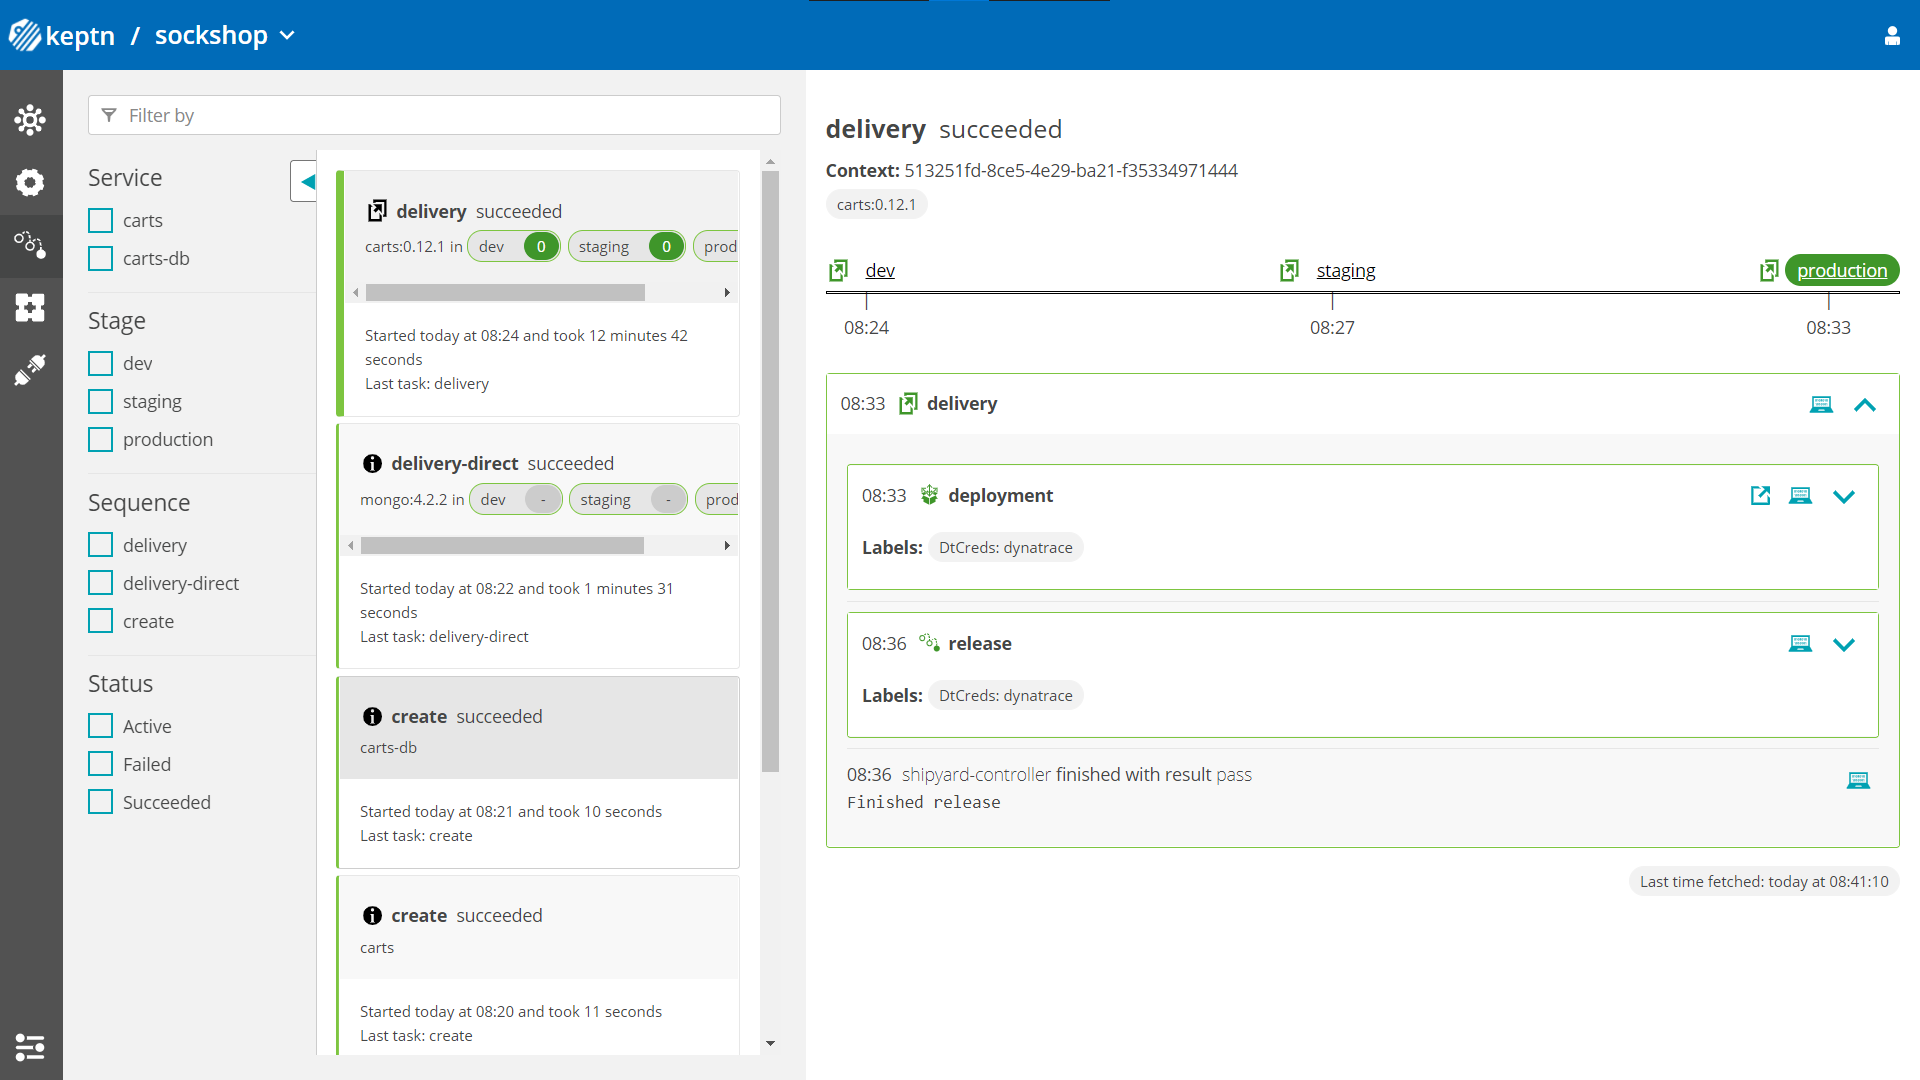 keptn / sockshop
Filter by
Service
carts
carts-db
Stage
dev
staging
production
Sequence
delivery
delivery-direct
create
Status
Active
Failed
Succeeded
delivery succeeded
carts:0.12.1 in dev 0 staging 0 prod
Started today at 08:24 and took 12 minutes 42
seconds
Last task: delivery
delivery-direct succeeded
mongo:4.2.2 in dev - staging - prod
Started today at 08:22 and took 1 minutes 31
seconds
Last task: delivery-direct
create succeeded
carts-db
Started today at 08:21 and took 10 seconds
Last task: create
create succeeded
carts
Started today at 08:20 and took 11 seconds
Last task: create
delivery succeeded
Context: 513251fd-8ce5-4e29-ba21-f35334971444
carts:0.12.1
dev staging production
08:24 08:27 08:33
08:33 delivery
08:33 deployment
Labels: DtCreds: dynatrace
08:36 release
Labels: DtCreds: dynatrace
08:36 shipyard-controller finished with result pass
Finished release
Last time fetched: today at 08:41:10